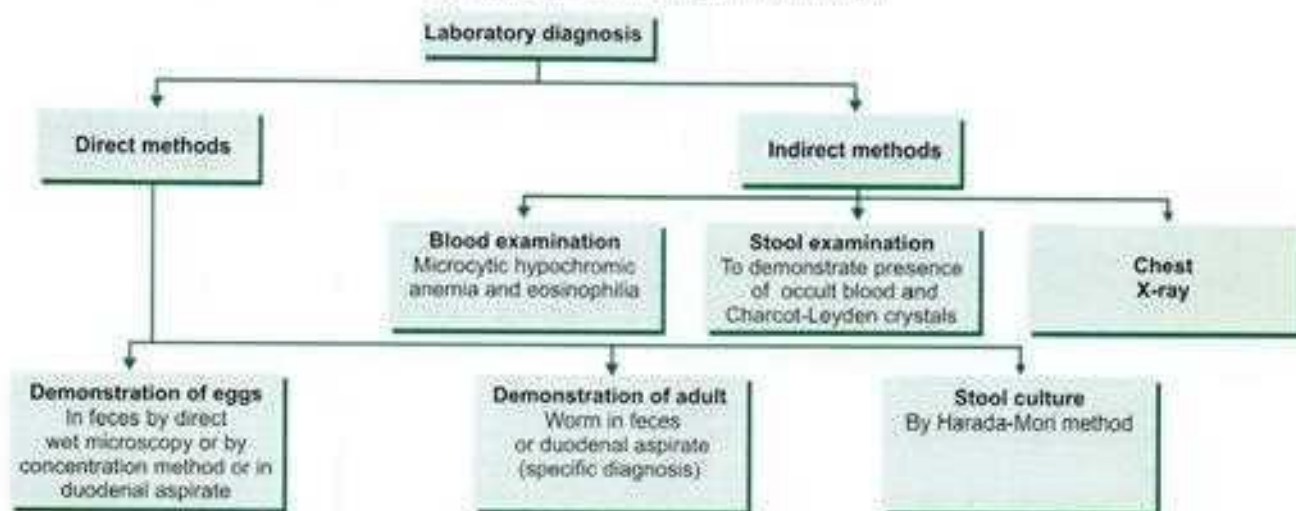 Laboratory diagnosis
Direct methods
Indirect methods
Blood examination
Microcytic hypochromic
anemia and eosinophilia
Stool examination
To demonstrate presence
of occult blood and
Charcot-Leyden crystals
Chest
X-ray
Demonstration of eggs
In feces by direct
wet microscopy or by
concentration method or in
duodenal aspirate
Demonstration of adult
Worm in feces
or duodenal aspirate
(specific diagnosis)
Stool culture
By Harada-Mori method